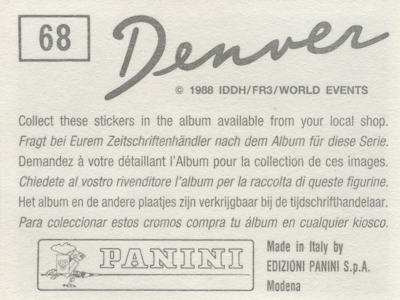 68
Denver
© 1988 IDDH/FR3/WORLD EVENTS
Collect these stickers in the album available from your local shop.
Fragt bei Eurem Zeitschriftenhändler nach dem Album für diese Serie.
Demandez à votre détaillant l'Album pour la collection de ces images.
Chiedete al vostro rivenditore l'album per la raccolta di queste figurine.
Het album en de andere plaatjes zijn verkrijgbaar bij de tijdschrifthandelaar.
Para coleccionar estos cromos compra tu álbum en cualquier kiosco.
PANINI
Made in Italy by
EDIZIONI PANINI S.p.A.
Modena